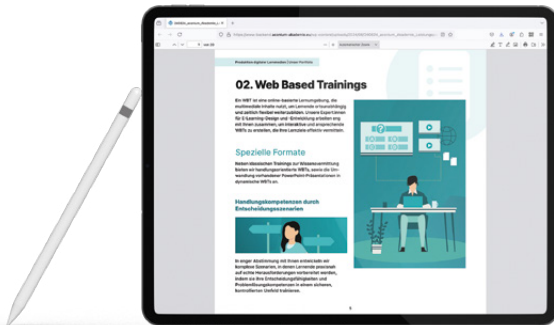 Produktion digitaler Lernmedien | Unser Portfolio
02. Web Based Trainings
Ein WBT ist eine online-basierte Lernumgebung, die
multimediale Inhalte nutzt, um Lernende ortsunabhängig
und zeitlich flexibel weiterzubilden. Unsere Expert:innen
für E-Learning-Design und -Entwicklung arbeiten eng
mit Ihnen zusammen, um interaktive und ansprechende
WBTs zu erstellen, die Ihre Lernziele effektiv vermitteln.
Spezielle Formate
Neben klassischen Trainings zur Wissensvermittlung
bieten wir handlungsorientierte WBTs, sowie die Um-
wandlung vorhandener PowerPoint-Präsentationen in
dynamische WBTs an.
Handlungskompetenzen durch
Entscheidungsszenarien
In enger Abstimmung mit Ihnen entwickeln wir
komplexe Szenarien, in denen Lernende praxisnah
auf echte Herausforderungen vorbereitet werden,
indem sie ihre Entscheidungsfähigkeiten und
Problemlösungskompetenzen in einem sicheren,
kontrollierten Umfeld trainieren.